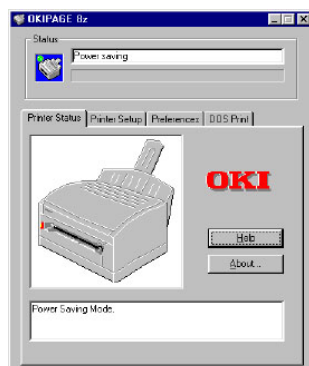 OKIPAGE 8z
Status
Power saving
Printer Status
Printer Setup
Preferences
DOS Print
OKI
Help
About...
Power Saving Mode.